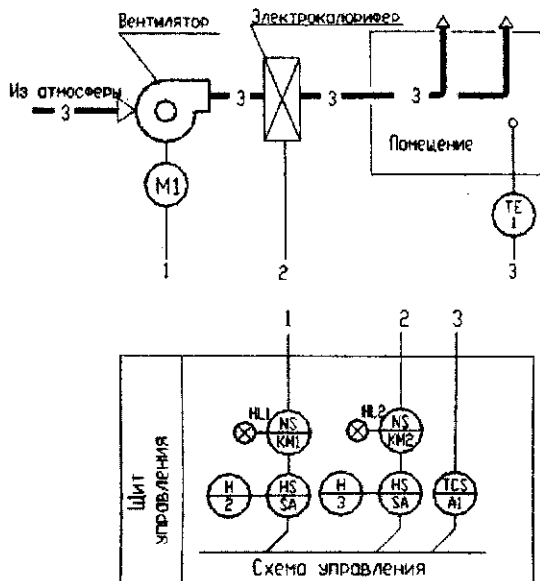 Вентилятор
Электрокалорифер
Из атмосферы
3
3
3
3
Помещение
М1
TE
1
1
2
3
1
2
3
Щит
управления
HL1
NS
KM1
HL2
NS
KM2
H
2
HS
SA
H
3
HS
SA
TCS
A1
Схема управления